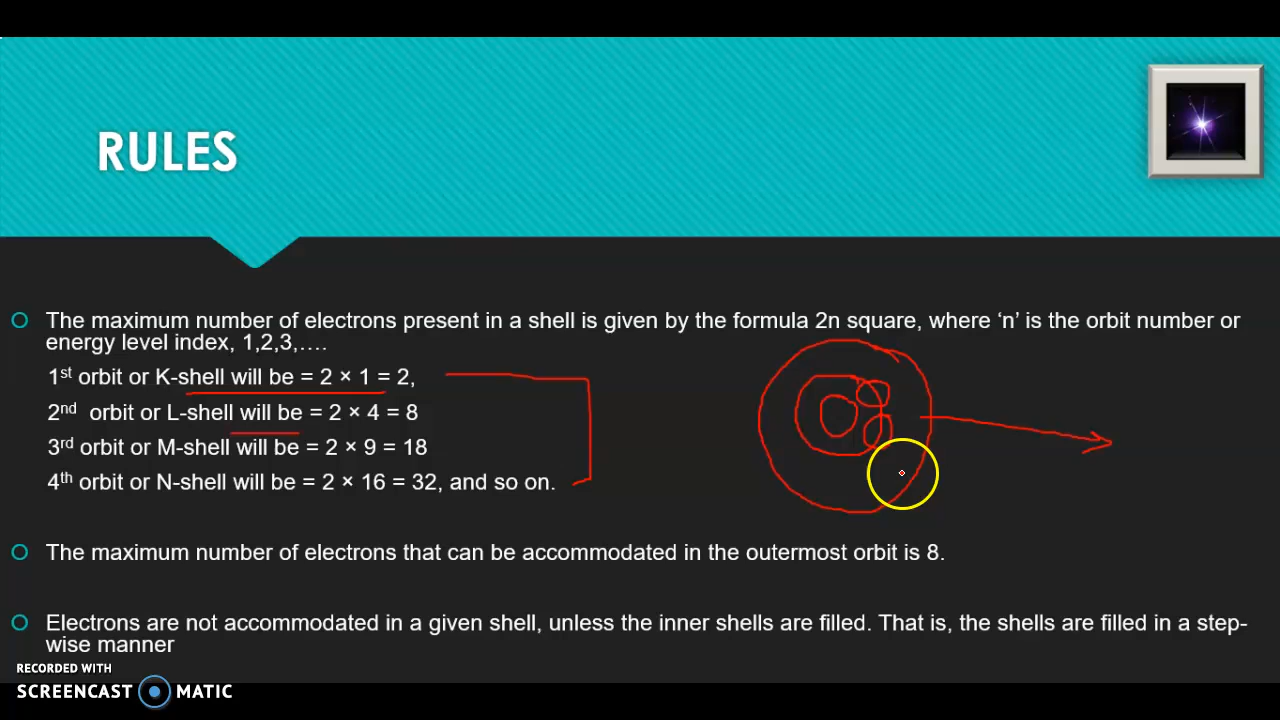 RULES
The maximum number of electrons present in a shell is given by the formula 2n square, where ‘n’ is the orbit number or
energy level index, 1,2,3,….
1st orbit or K-shell will be = 2 × 1 = 2,
2nd orbit or L-shell will be = 2 × 4 = 8
3rd orbit or M-shell will be = 2 × 9 = 18
4th orbit or N-shell will be = 2 × 16 = 32, and so on.
The maximum number of electrons that can be accommodated in the outermost orbit is 8.
Electrons are not accommodated in a given shell, unless the inner shells are filled. That is, the shells are filled in a step-
wise manner
RECORDED WITH
SCREENCAST MATIC